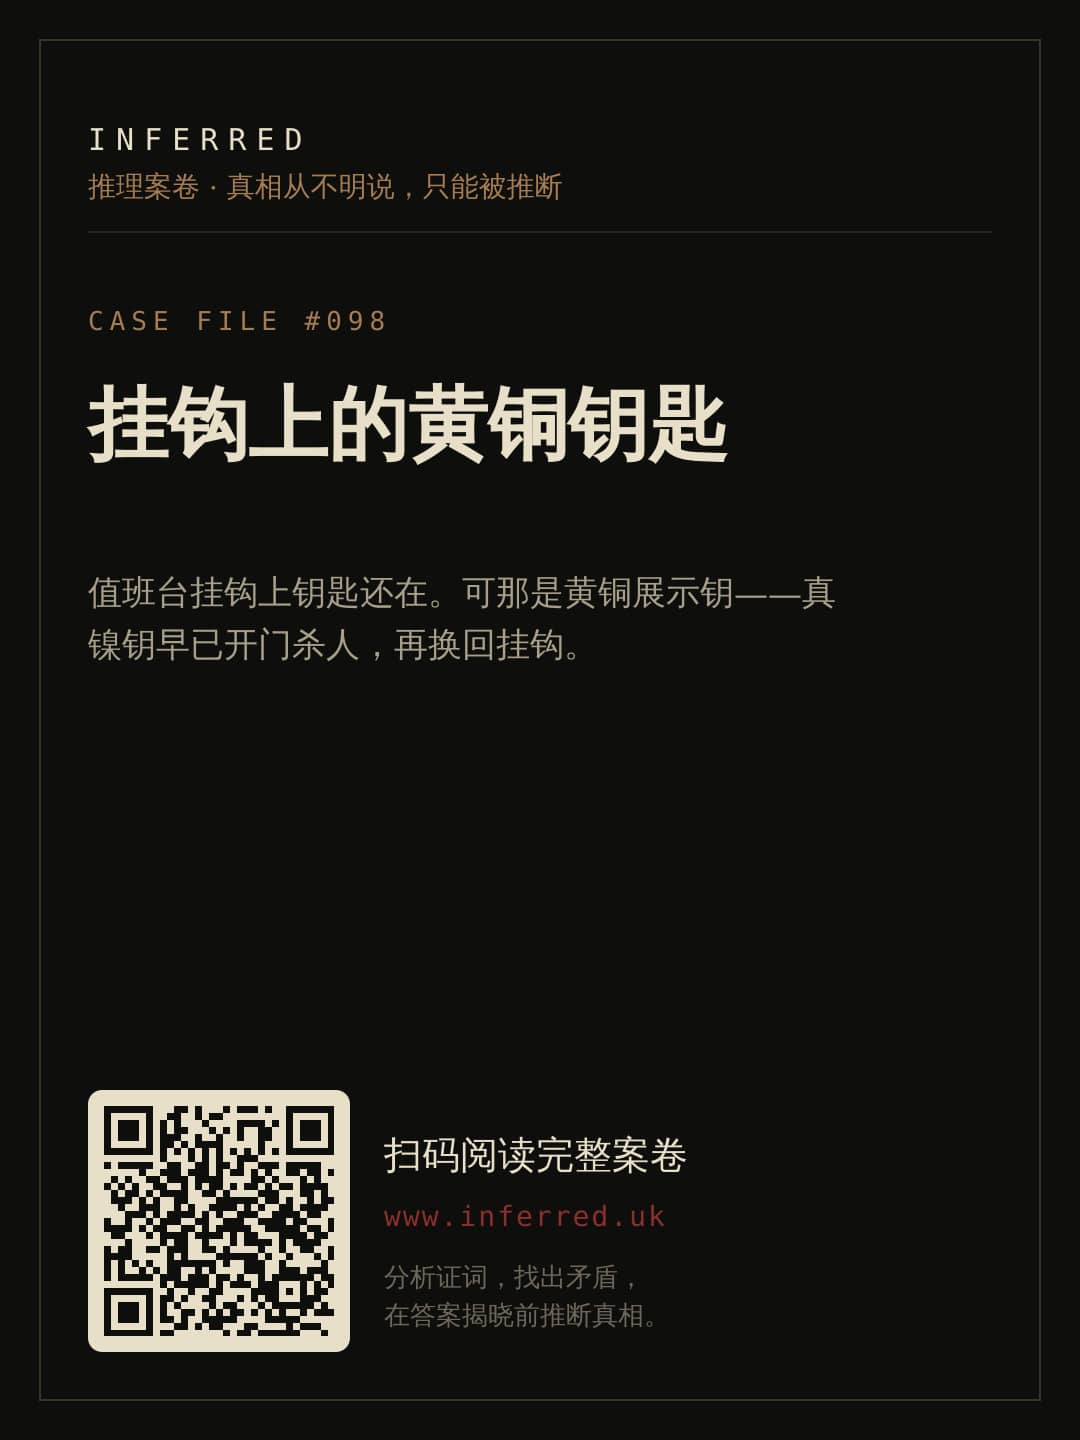 INFERRED
推理案卷 · 真相从不明说，只能被推断
CASE FILE #098
挂钩上的黄铜钥匙
值班台挂钩上钥匙还在。可那是黄铜展示钥——真
镍钥早已开门杀人，再换回挂钩。
扫码阅读完整案卷
www.inferred.uk
分析证词，找出矛盾，
在答案揭晓前推断真相。